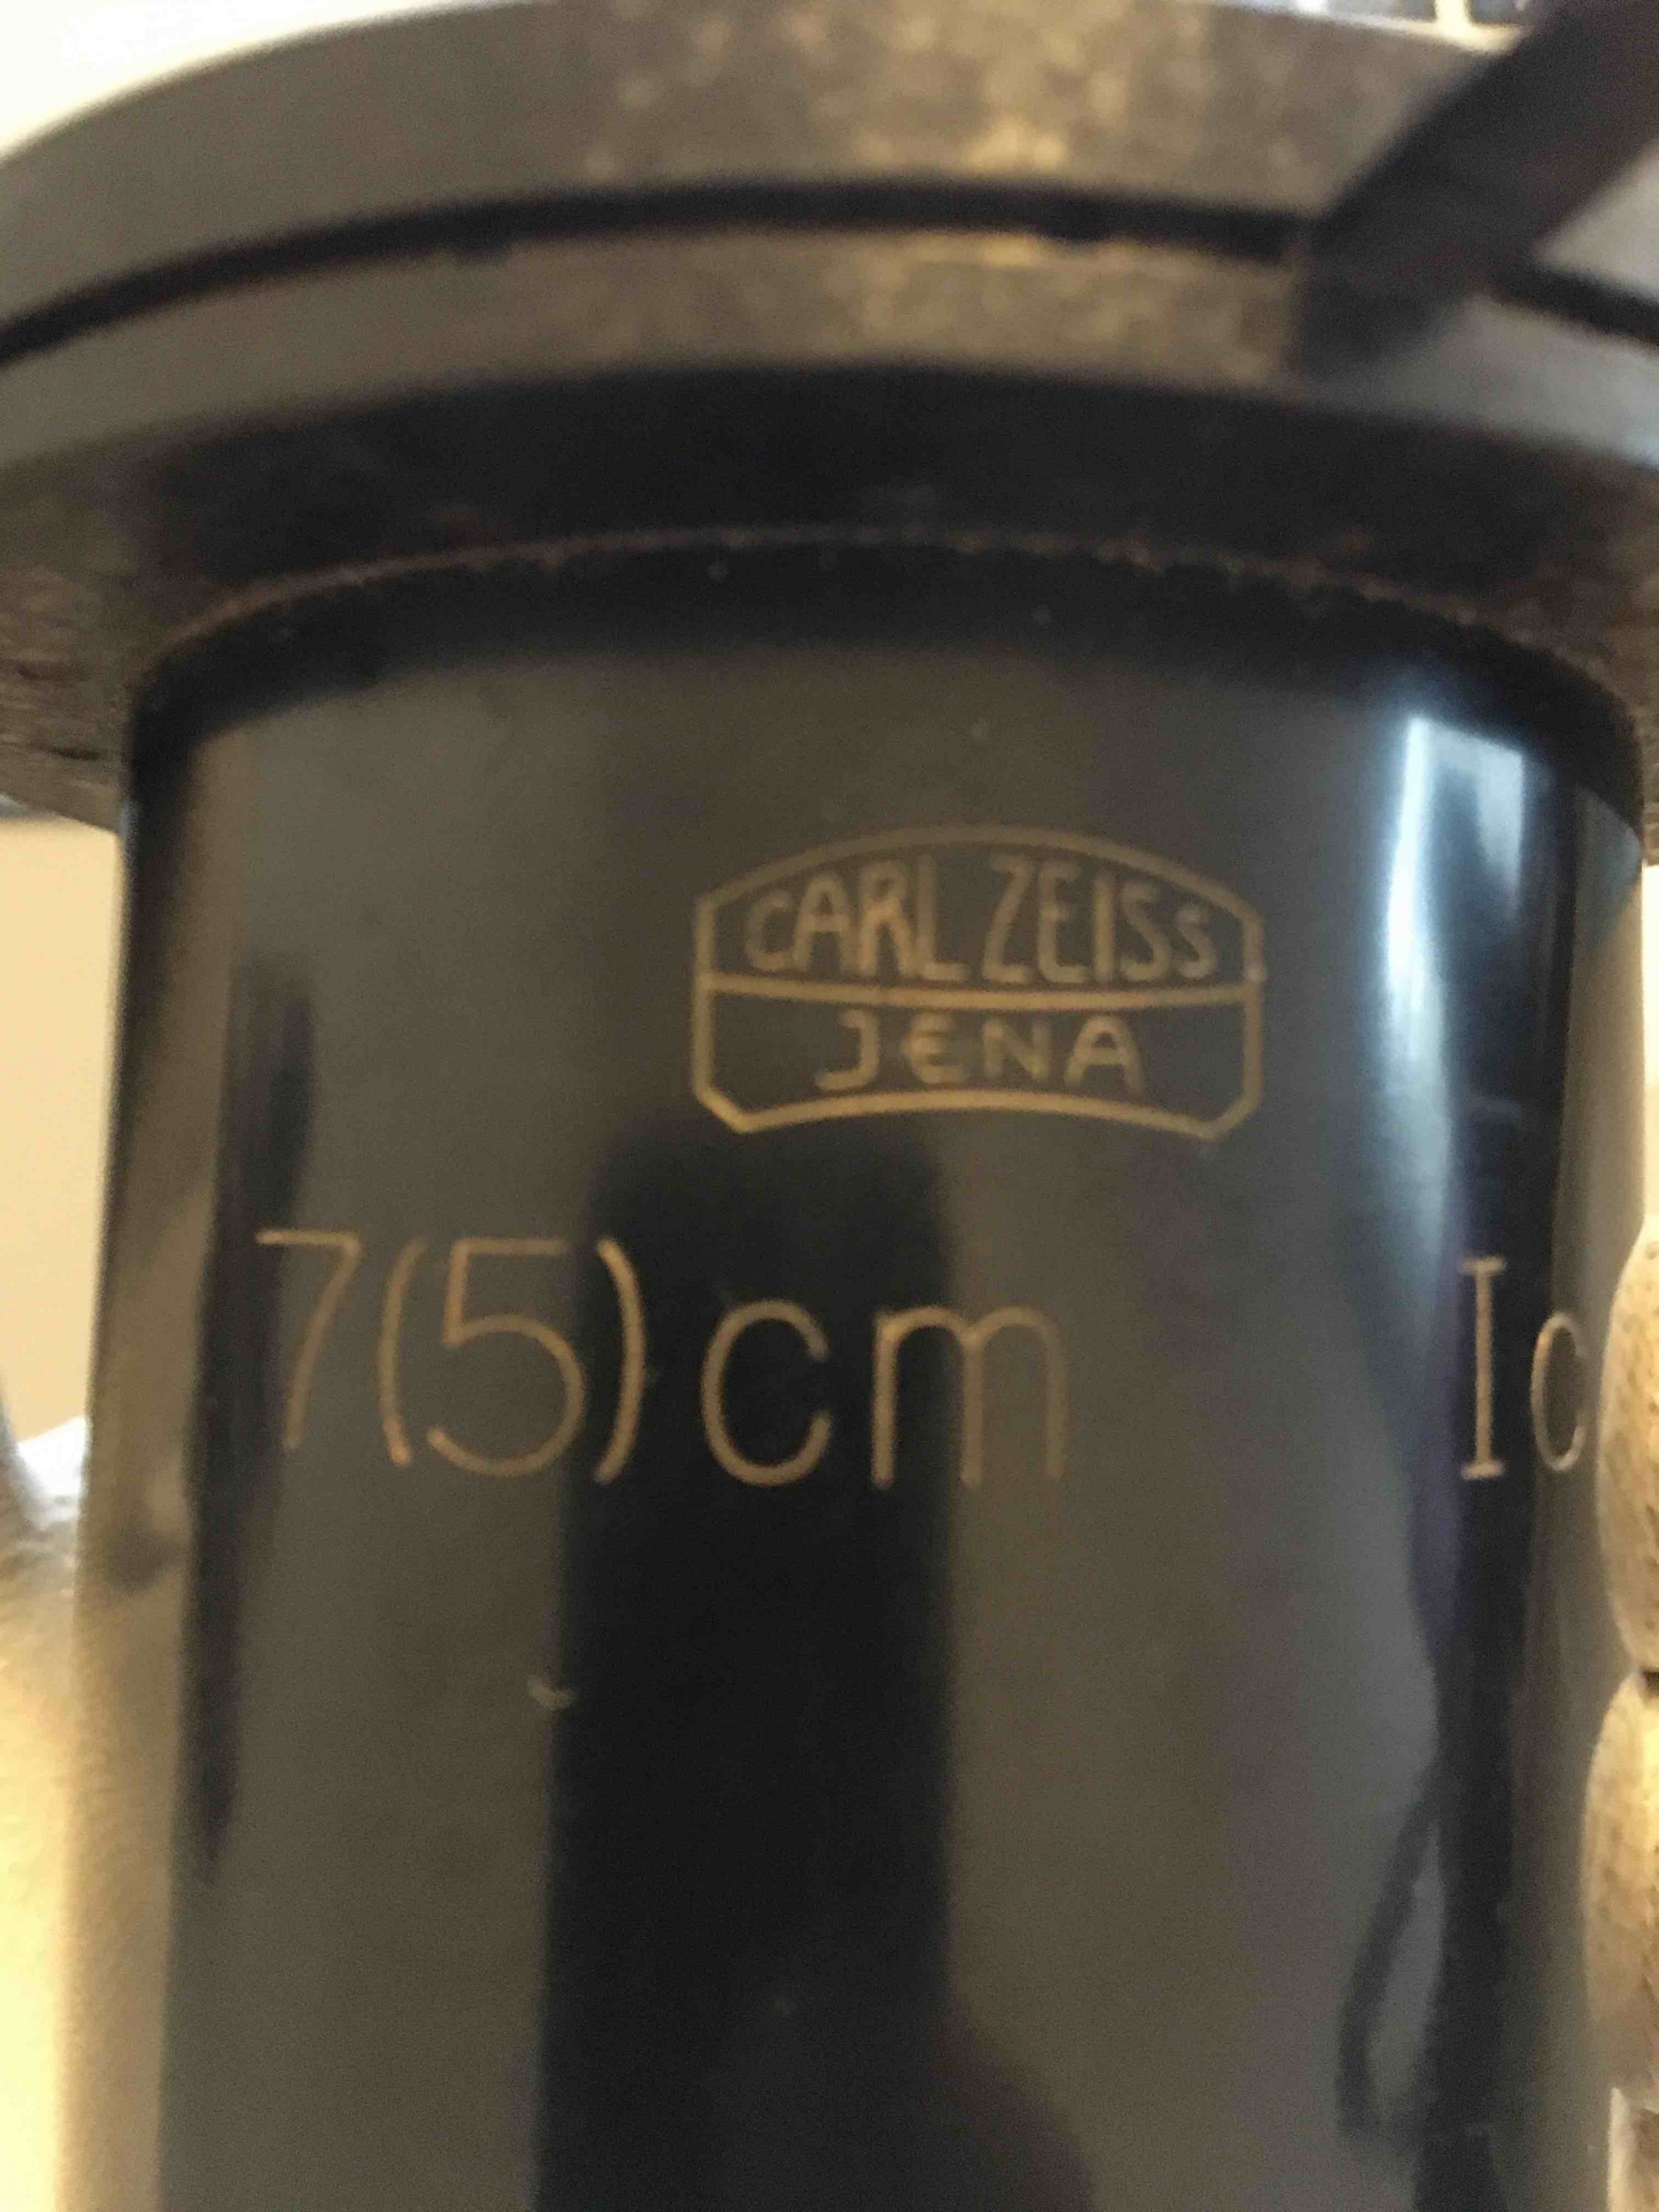 CARL ZEISS
JENA
7(5) cm I c